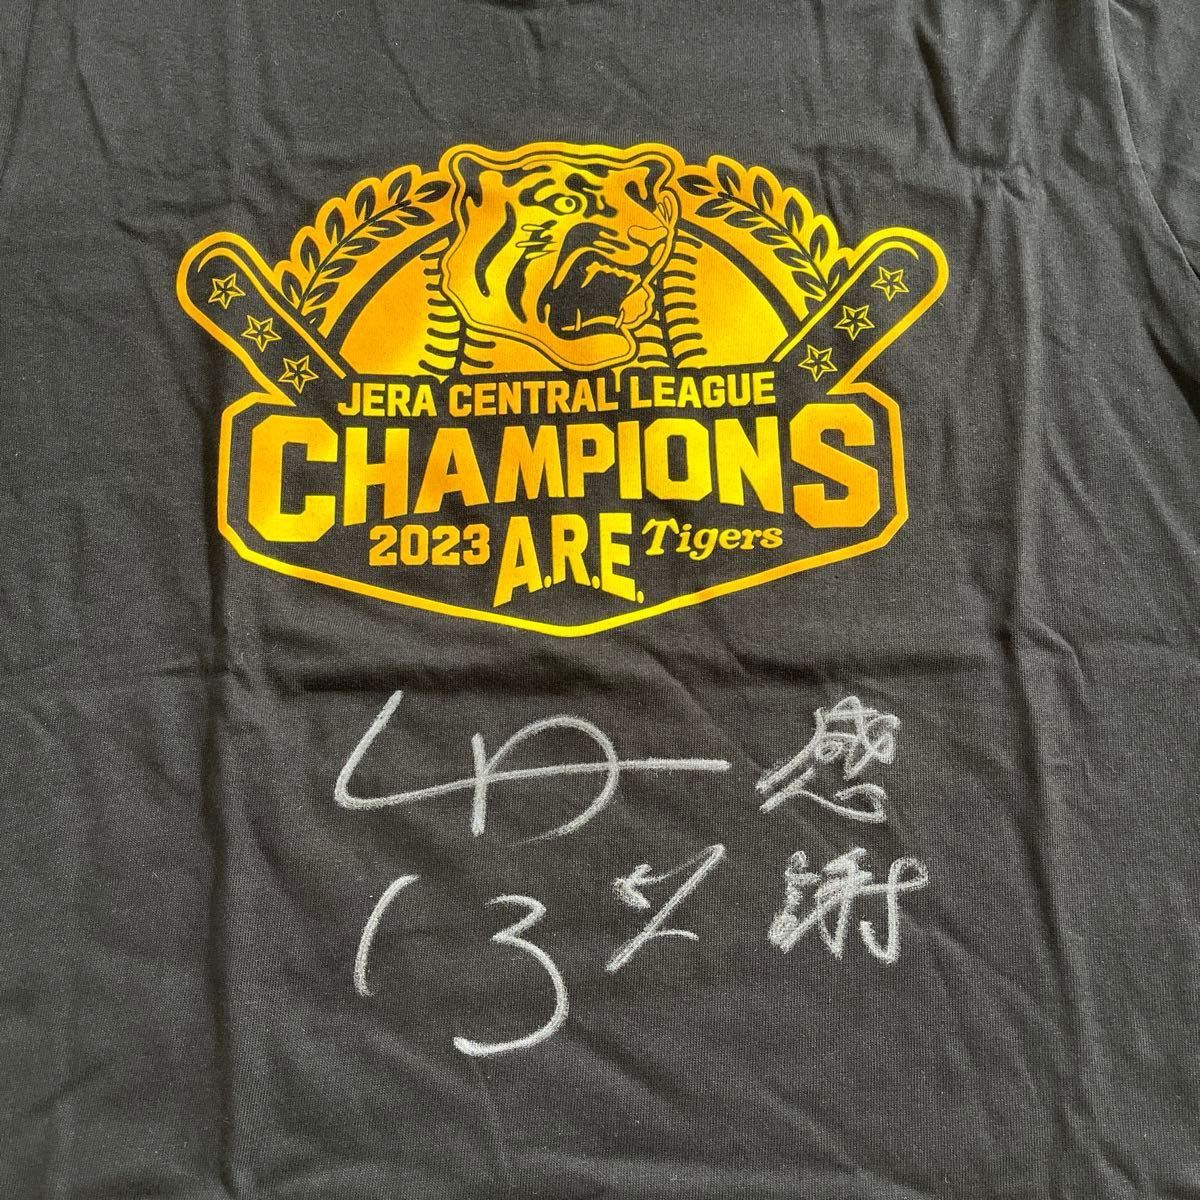 JERA CENTRAL LEAGUE
CHAMPIONS
2023 A.R.E. Tigers
感
謝
13